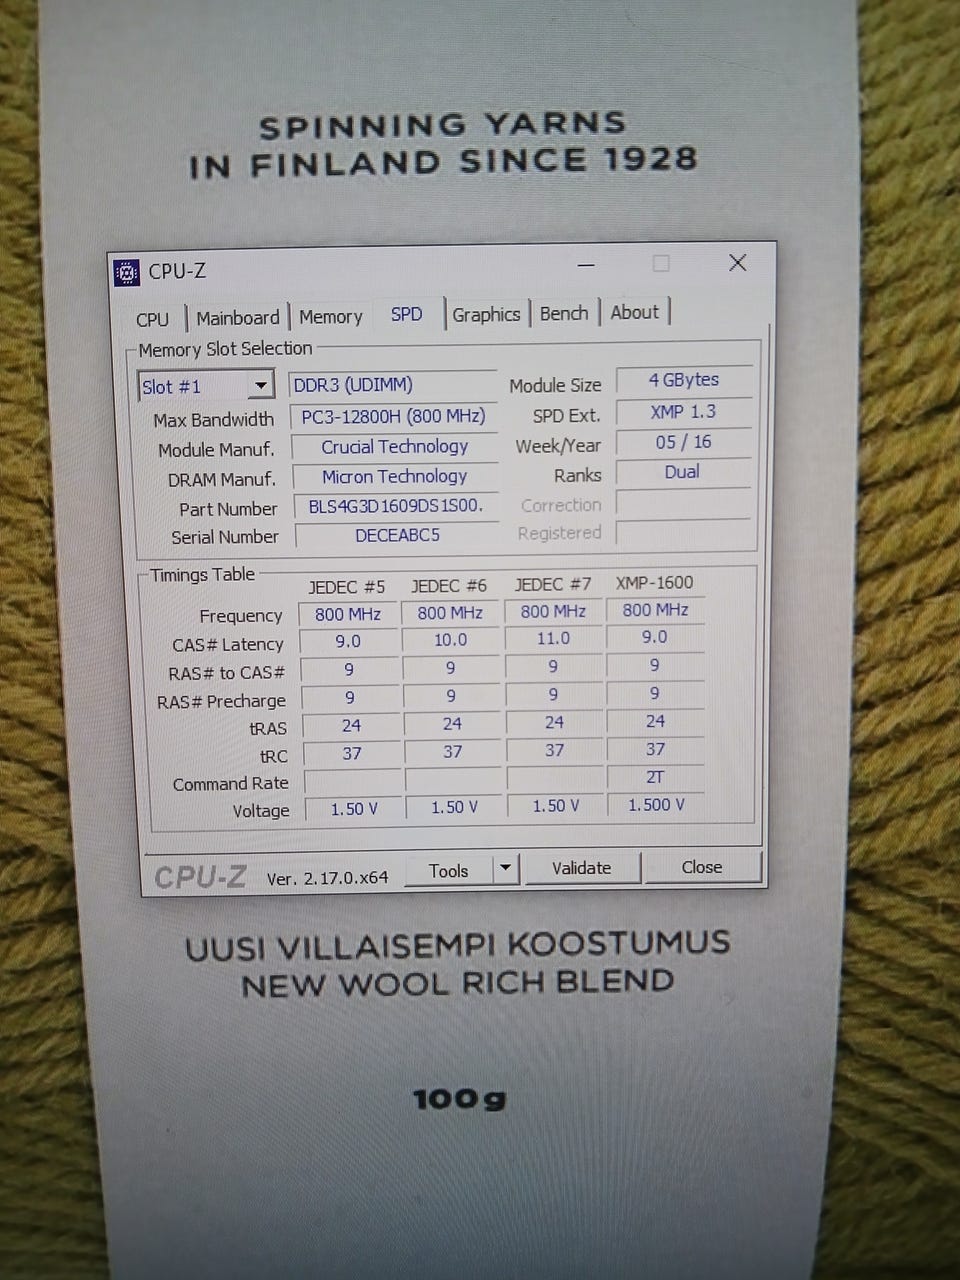 SPINNING YARNS
IN FINLAND SINCE 1928
CPU-Z
CPU Mainboard Memory SPD Graphics Bench About
Memory Slot Selection
Slot #1 DDR3 (UDIMM) Module Size 4 GBytes
Max Bandwidth PC3-12800H (800 MHz) SPD Ext. XMP 1.3
Module Manuf. Crucial Technology Week/Year 05 / 16
DRAM Manuf. Micron Technology Ranks Dual
Part Number BLS4G3D1609DS1S00. Correction
Serial Number DECEABC5 Registered
Timings Table
JEDEC #5 JEDEC #6 JEDEC #7 XMP-1600
Frequency 800 MHz 800 MHz 800 MHz 800 MHz
CAS# Latency 9.0 10.0 11.0 9.0
RAS# to CAS# 9 9 9 9
RAS# Precharge 9 9 9 9
tRAS 24 24 24 24
tRC 37 37 37 37
Command Rate 2T
Voltage 1.50 V 1.50 V 1.50 V 1.500 V
CPU-Z Ver. 2.17.0.x64 Tools Validate Close
UUSI VILLAISEMPI KOOSTUMUS
NEW WOOL RICH BLEND
100g